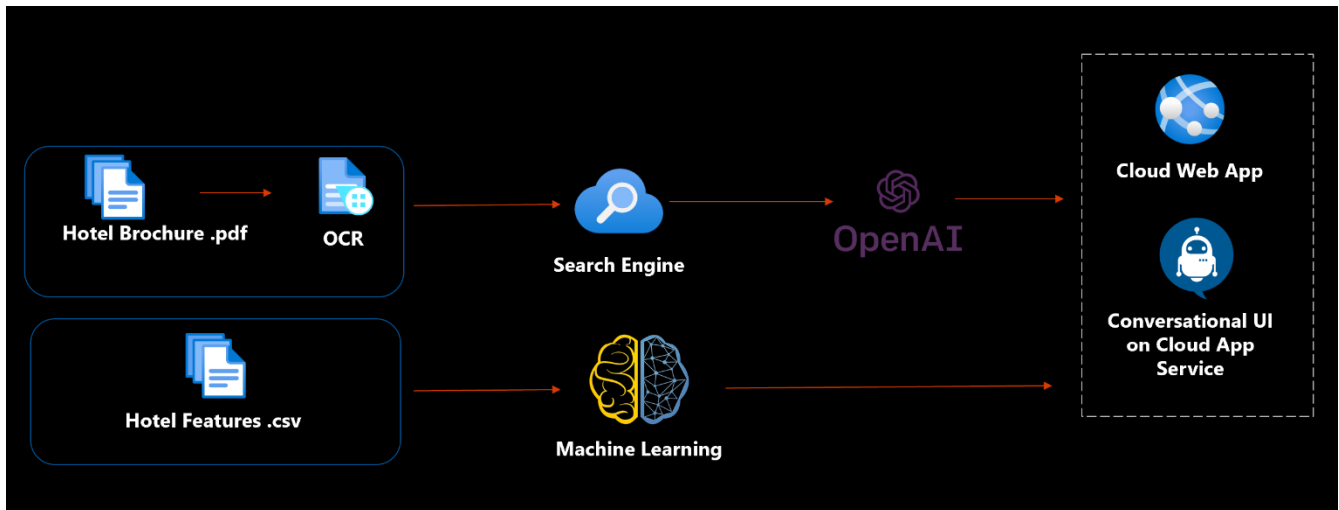 Hotel Brochure .pdf
OCR
Search Engine
OpenAI
Cloud Web App
Conversational UI
on Cloud App
Service
Hotel Features .csv
Machine Learning